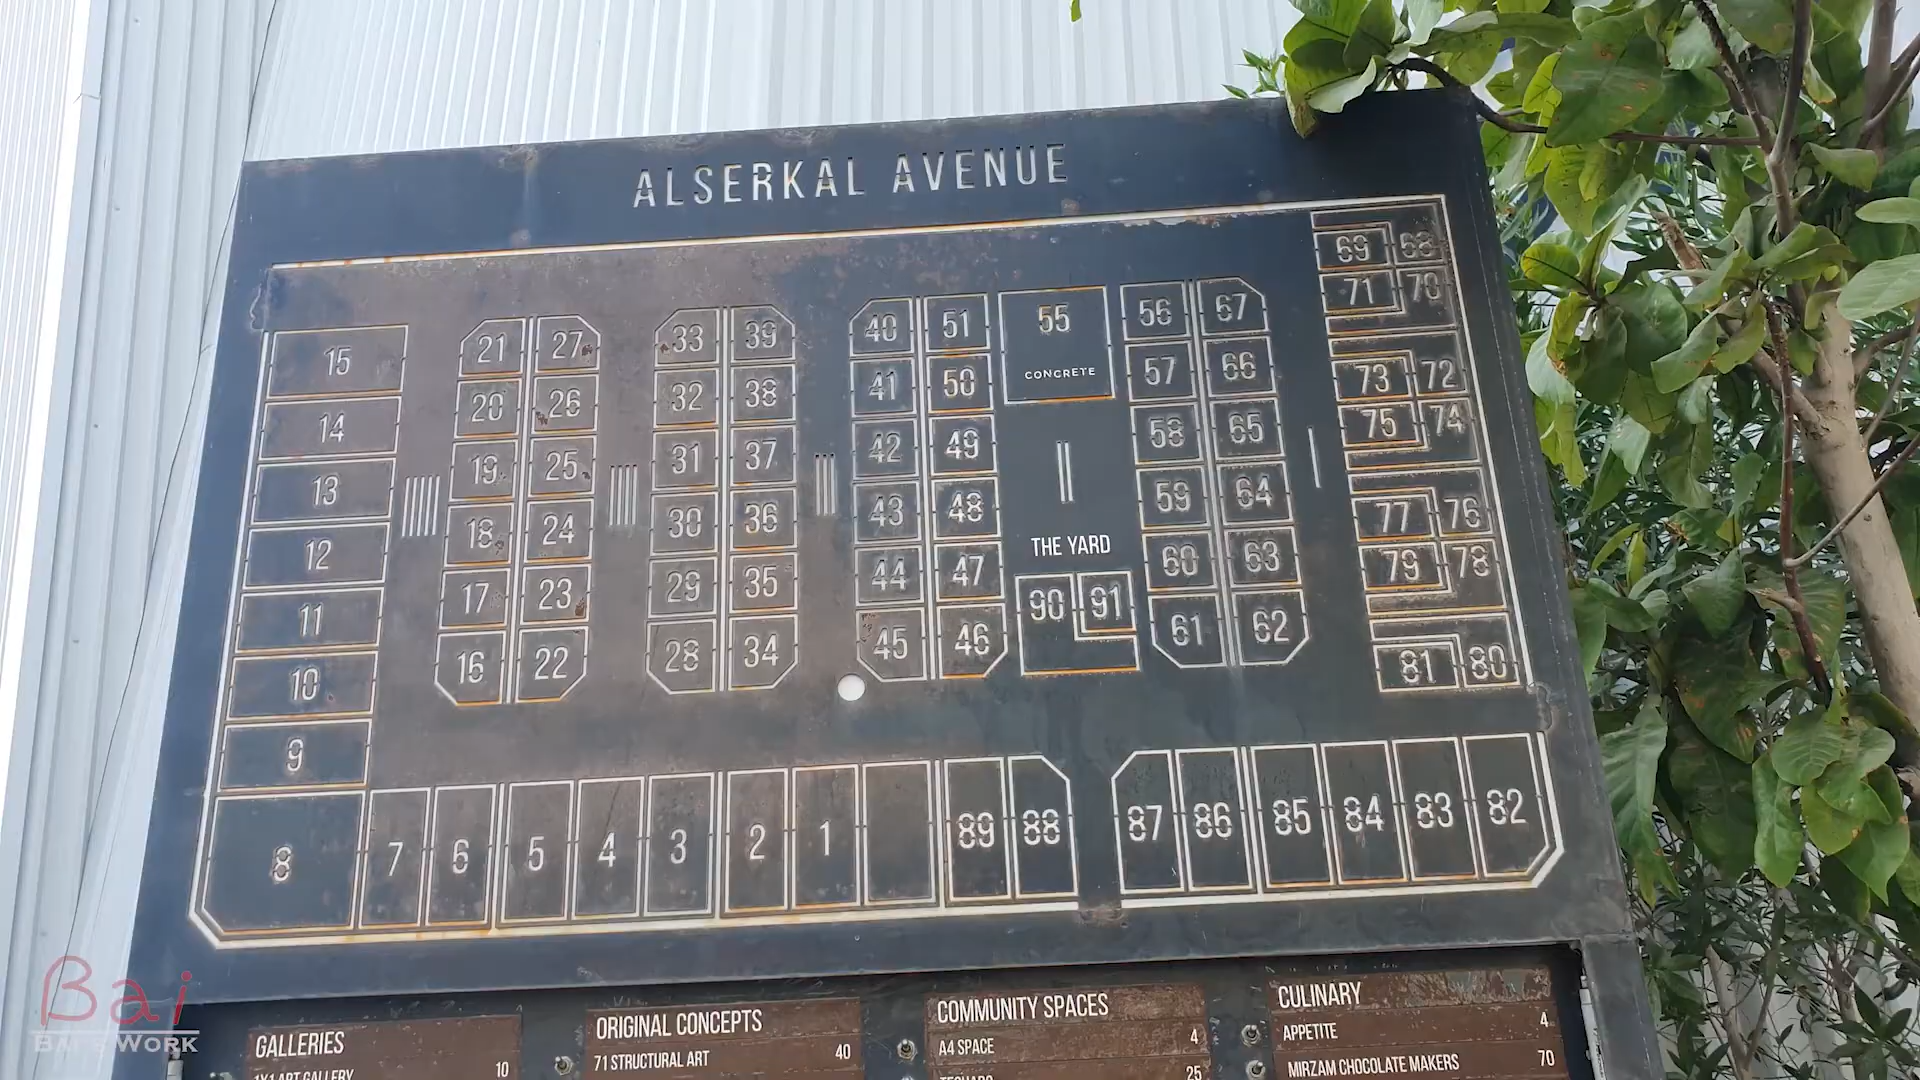 ALSERKAL AVENUE
69 68
71 70
15 21 27 33 39 40 51 55 56 67
CONCRETE
14 20 26 32 38 41 50 57 66 73 72
13 19 25 31 37 42 49 58 65 75 74
12 18 24 30 36 43 48 59 64 77 76
THE YARD
11 17 23 29 35 44 47 90 91 60 63 79 78
10 16 22 28 34 45 46 61 62 81 80
9
8 7 6 5 4 3 2 1 89 88 87 86 85 84 83 82
GALLERIES
1X1 ART GALLERY 10
ORIGINAL CONCEPTS
71 STRUCTURAL ART 40
COMMUNITY SPACES
A4 SPACE 4
25
CULINARY
APPETITE 4
MIRZAM CHOCOLATE MAKERS 70
Bai
BAI'S WORK